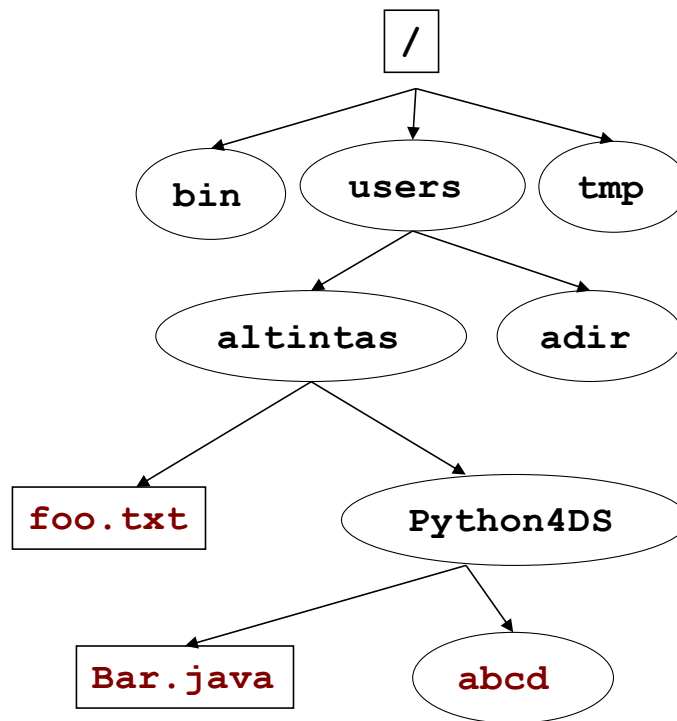 /
bin users tmp
altintas adir
foo.txt Python4DS
Bar.java abcd